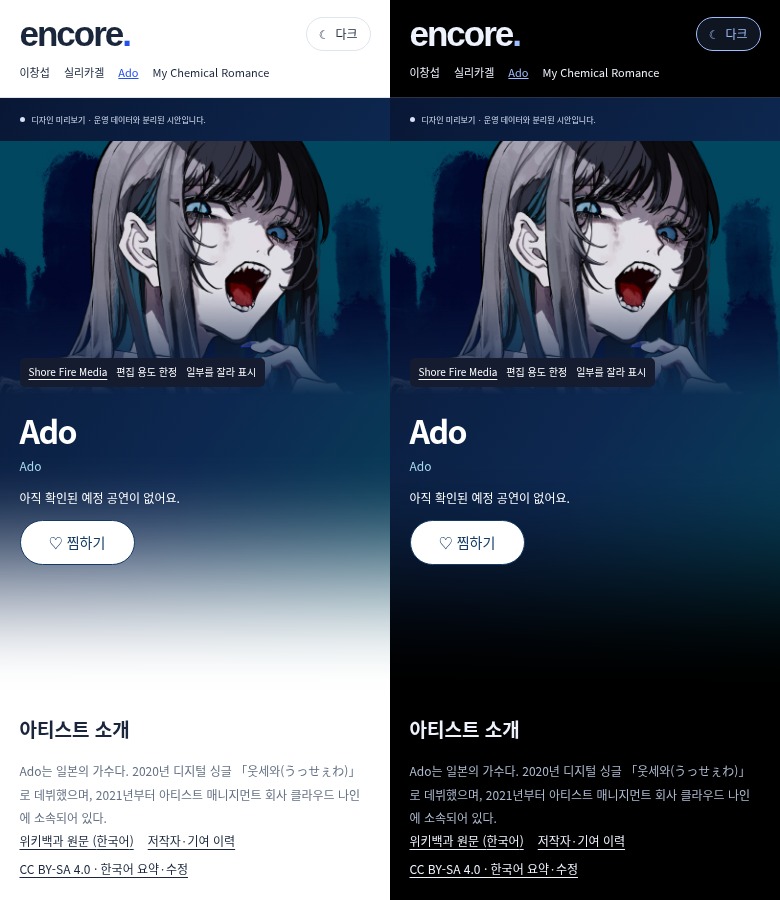 encore.
☾ 다크
이창섭 실리카겔 Ado My Chemical Romance
디자인 미리보기 · 운영 데이터와 분리된 시안입니다.
Shore Fire Media 편집 용도 한정 일부를 잘라 표시
Ado
Ado
아직 확인된 예정 공연이 없어요.
♡ 찜하기
아티스트 소개
Ado는 일본의 가수다. 2020년 디지털 싱글 「웃세와(うっせぇわ)」
로 데뷔했으며, 2021년부터 아티스트 매니지먼트 회사 클라우드 나인
에 소속되어 있다.
위키백과 원문 (한국어) 저작자·기여 이력
CC BY-SA 4.0 · 한국어 요약·수정
encore.
☾ 다크
이창섭 실리카겔 Ado My Chemical Romance
디자인 미리보기 · 운영 데이터와 분리된 시안입니다.
Shore Fire Media 편집 용도 한정 일부를 잘라 표시
Ado
Ado
아직 확인된 예정 공연이 없어요.
♡ 찜하기
아티스트 소개
Ado는 일본의 가수다. 2020년 디지털 싱글 「웃세와(うっせぇわ)」
로 데뷔했으며, 2021년부터 아티스트 매니지먼트 회사 클라우드 나인
에 소속되어 있다.
위키백과 원문 (한국어) 저작자·기여 이력
CC BY-SA 4.0 · 한국어 요약·수정